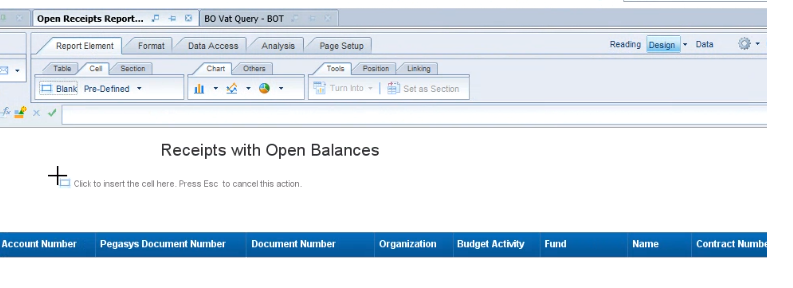 Open Receipts Report... BO Vat Query - BOT
Report Element Format Data Access Analysis Page Setup Reading Design Data
Table Cell Section Chart Others Tools Position Linking
Blank Pre-Defined Turn Into Set as Section
fx
Receipts with Open Balances
Click to insert the cell here. Press Esc to cancel this action.
Account Number Pegasys Document Number Document Number Organization Budget Activity Fund Name Contract Numbe